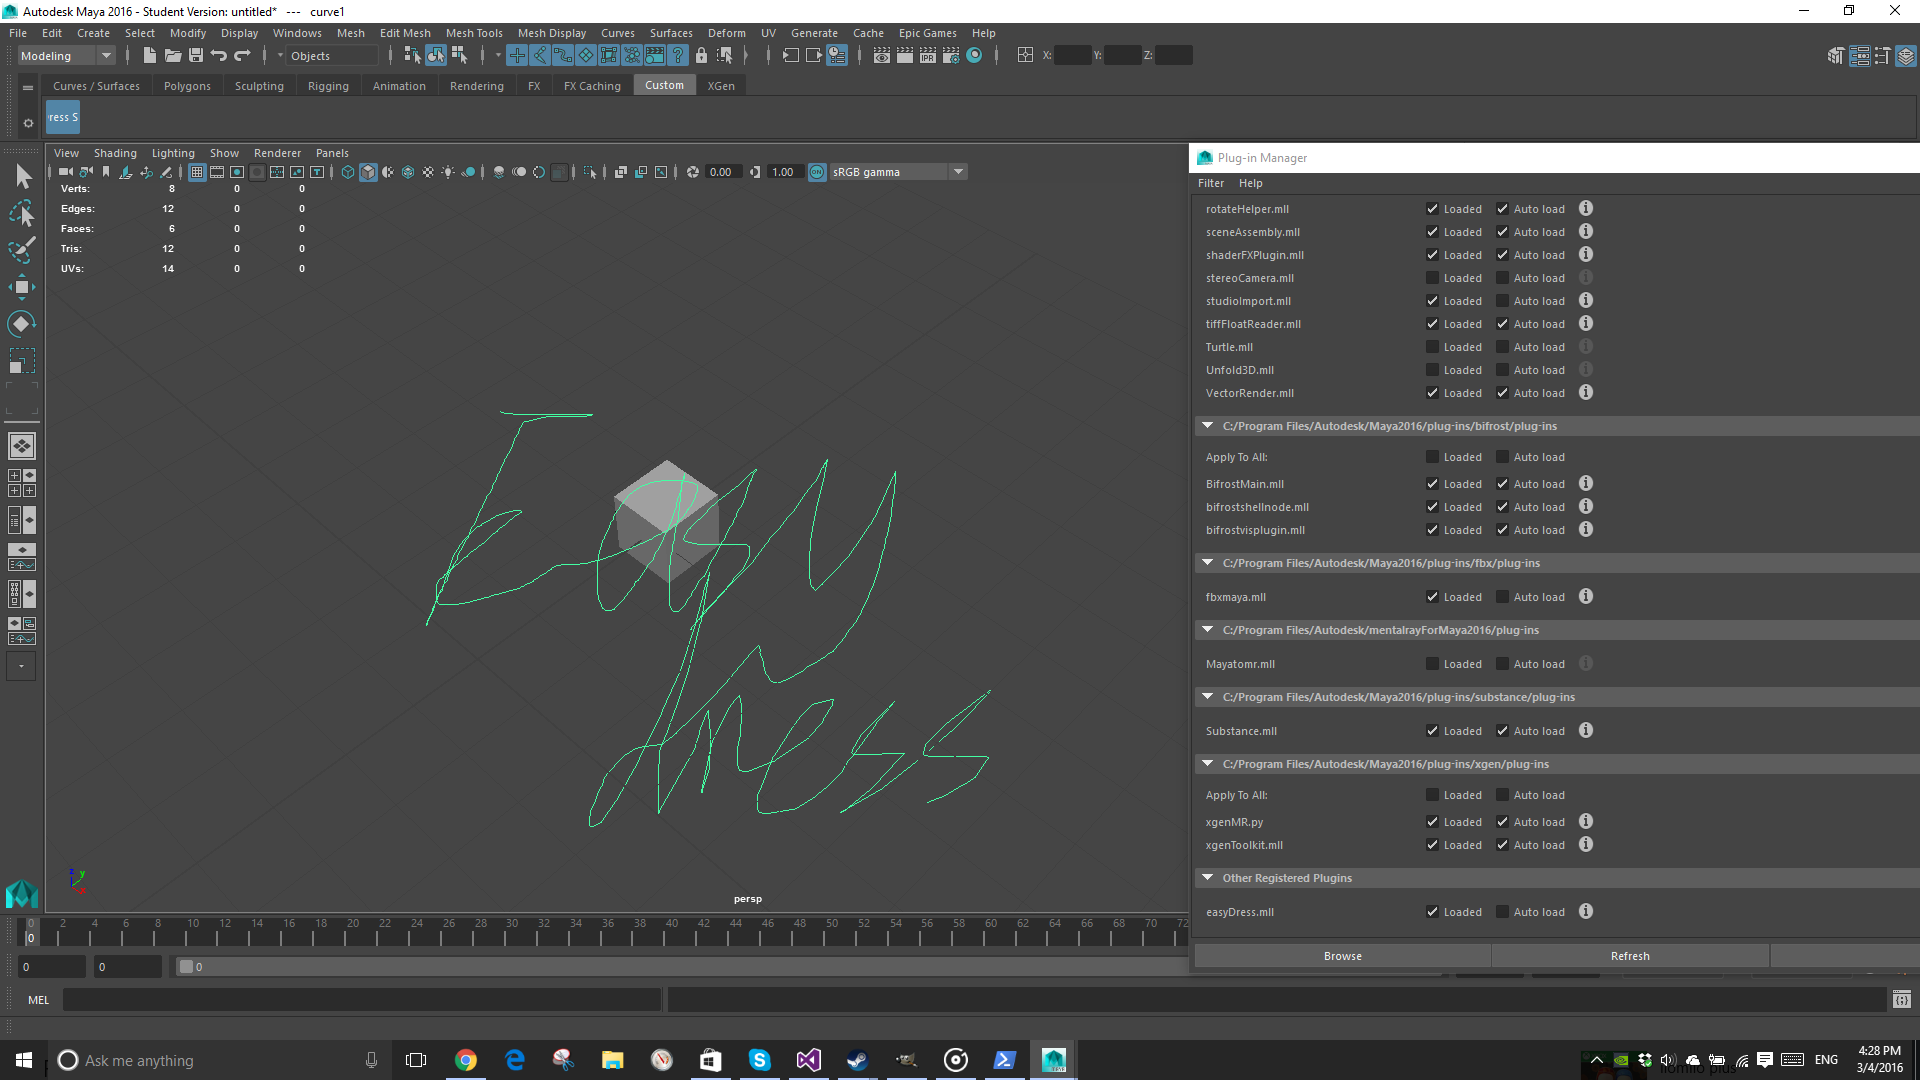 Autodesk Maya 2016 - Student Version: untitled* --- curve1
File Edit Create Select Modify Display Windows Mesh Edit Mesh Mesh Tools Mesh Display Curves Surfaces Deform UV Generate Cache Epic Games Help
Modeling Objects IPR X: Y: Z:
Curves / Surfaces Polygons Sculpting Rigging Animation Rendering FX FX Caching Custom XGen
ress S
View Shading Lighting Show Renderer Panels
0.00 1.00 ON sRGB gamma
Verts: 8 0 0
Edges: 12 0 0
Faces: 6 0 0
Tris: 12 0 0
UVs: 14 0 0
Easy
dress
z y x
persp
Plug-in Manager
Filter Help
rotateHelper.mll Loaded Auto load
sceneAssembly.mll Loaded Auto load
shaderFXPlugin.mll Loaded Auto load
stereoCamera.mll Loaded Auto load
studioImport.mll Loaded Auto load
tiffFloatReader.mll Loaded Auto load
Turtle.mll Loaded Auto load
Unfold3D.mll Loaded Auto load
VectorRender.mll Loaded Auto load
C:/Program Files/Autodesk/Maya2016/plug-ins/bifrost/plug-ins
Apply To All: Loaded Auto load
BifrostMain.mll Loaded Auto load
bifrostshellnode.mll Loaded Auto load
bifrostvisplugin.mll Loaded Auto load
C:/Program Files/Autodesk/Maya2016/plug-ins/fbx/plug-ins
fbxmaya.mll Loaded Auto load
C:/Program Files/Autodesk/mentalrayForMaya2016/plug-ins
Mayatomr.mll Loaded Auto load
C:/Program Files/Autodesk/Maya2016/plug-ins/substance/plug-ins
Substance.mll Loaded Auto load
C:/Program Files/Autodesk/Maya2016/plug-ins/xgen/plug-ins
Apply To All: Loaded Auto load
xgenMR.py Loaded Auto load
xgenToolkit.mll Loaded Auto load
Other Registered Plugins
easyDress.mll Loaded Auto load
Browse Refresh
0 2 4 6 8 10 12 14 16 18 20 22 24 26 28 30 32 34 36 38 40 42 44 46 48 50 52 54 56 58 60 62 64 66 68 70 72
0
0 0 0
MEL
Ask me anything
ENG
4:28 PM
3/4/2016